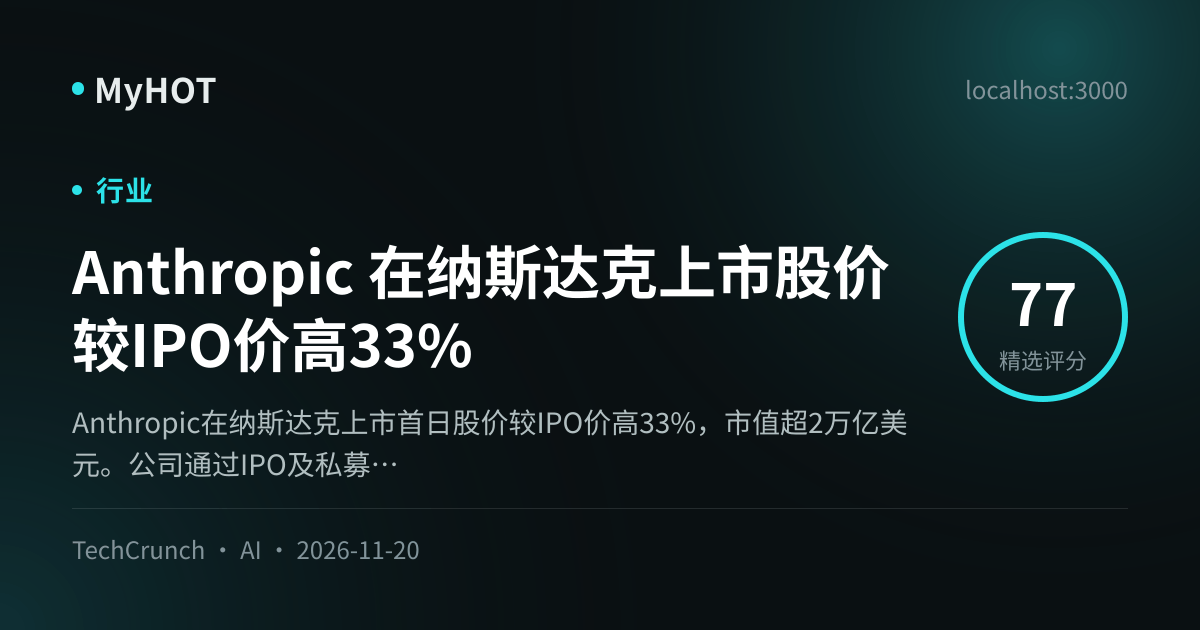 MyHOT
localhost:3000
行业
Anthropic 在纳斯达克上市股价
较IPO价高33%
77
精选评分
Anthropic在纳斯达克上市首日股价较IPO价高33%，市值超2万亿美
元。公司通过IPO及私募…
TechCrunch · AI · 2026-11-20